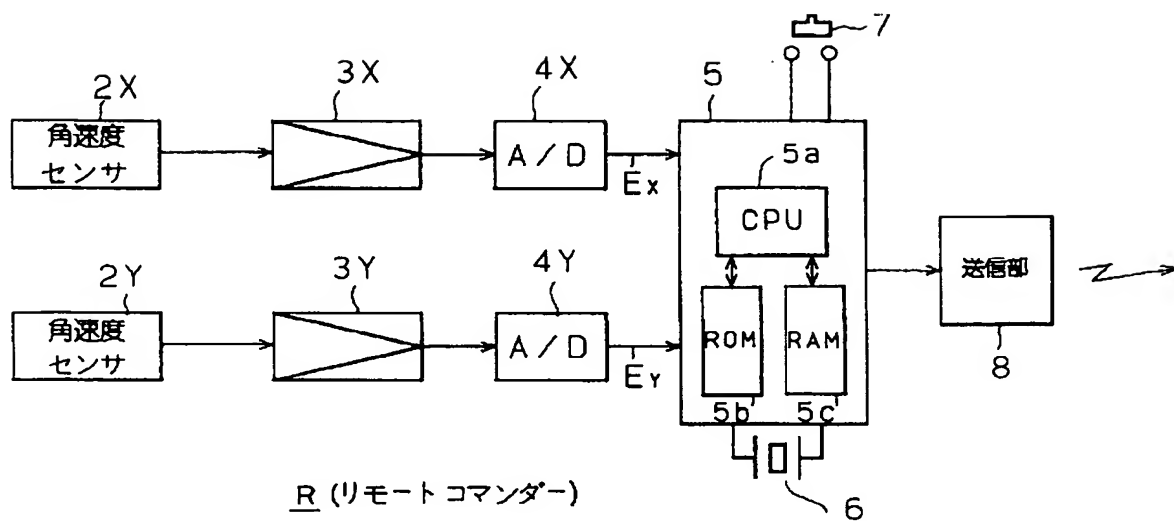 7
2X
3X
4X
5
角速度
センサ
A/D
EX
5a
CPU
送信部
2Y
3Y
4Y
角速度
センサ
A/D
EY
ROM
RAM
8
5b
5c
R (リモートコマンダー)
6